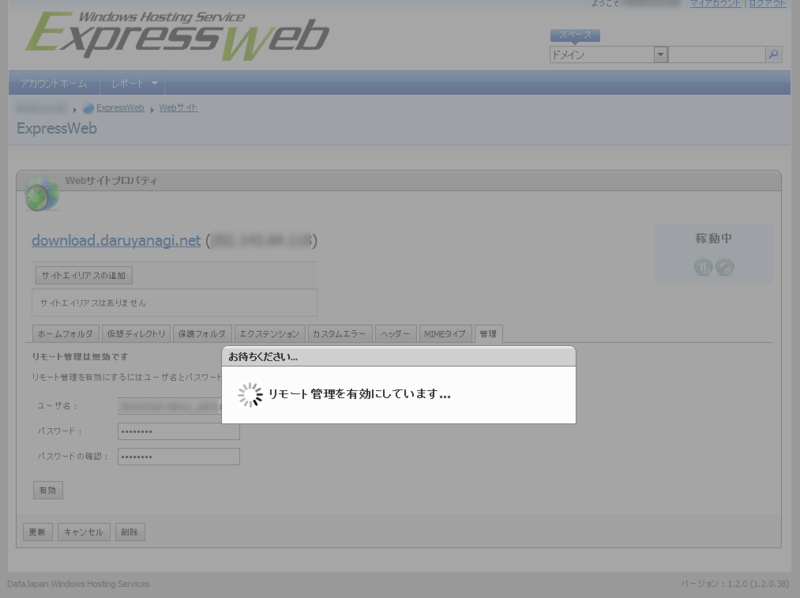 Windows Hosting Service
ExpressWeb
ようこそ
マイアカウント | ログアウト
スペース
ドメイン
アカウントホーム レポート
ExpressWeb Webサイト
ExpressWeb
Webサイトプロパティ
download.daruyanagi.net
稼動中
サイトエイリアスの追加
サイトエイリアスはありません
ホームフォルダ 仮想ディレクトリ 保護フォルダ エクステンション カスタムエラー ヘッダー MIMEタイプ 管理
リモート管理は無効です
お待ちください...
リモート管理を有効にするにはユーザ名とパスワード
リモート管理を有効にしています...
ユーザ名：
パスワード：
パスワードの確認：
有効
更新 キャンセル 削除
DataJapan Windows Hosting Services
バージョン：1.2.0 (1.2.0.38)